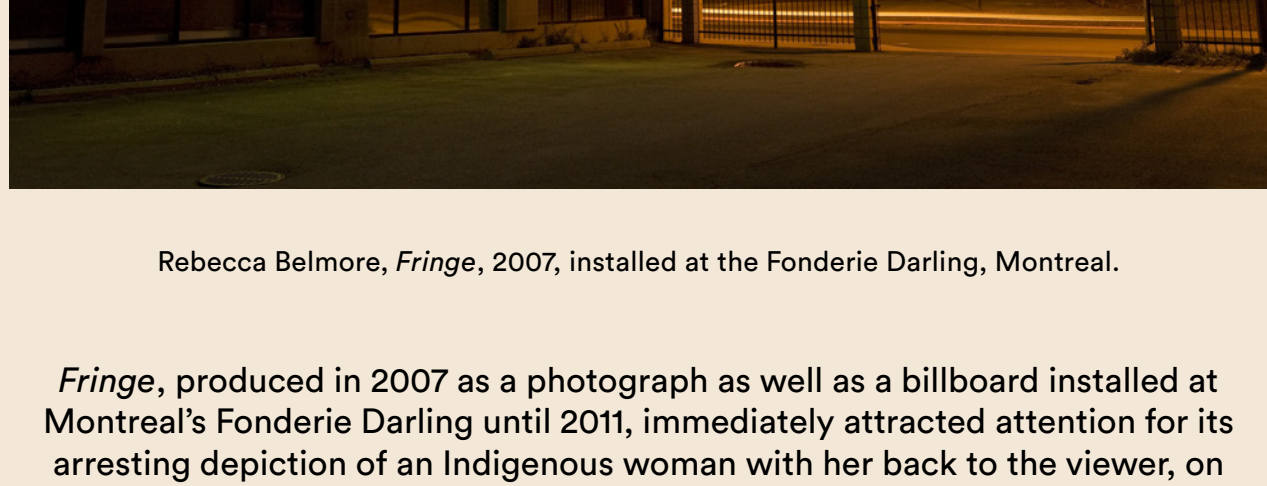 Rebecca Belmore, Fringe, 2007, installed at the Fonderie Darling, Montreal.
Fringe, produced in 2007 as a photograph as well as a billboard installed at
Montreal’s Fonderie Darling until 2011, immediately attracted attention for its
arresting depiction of an Indigenous woman with her back to the viewer, on